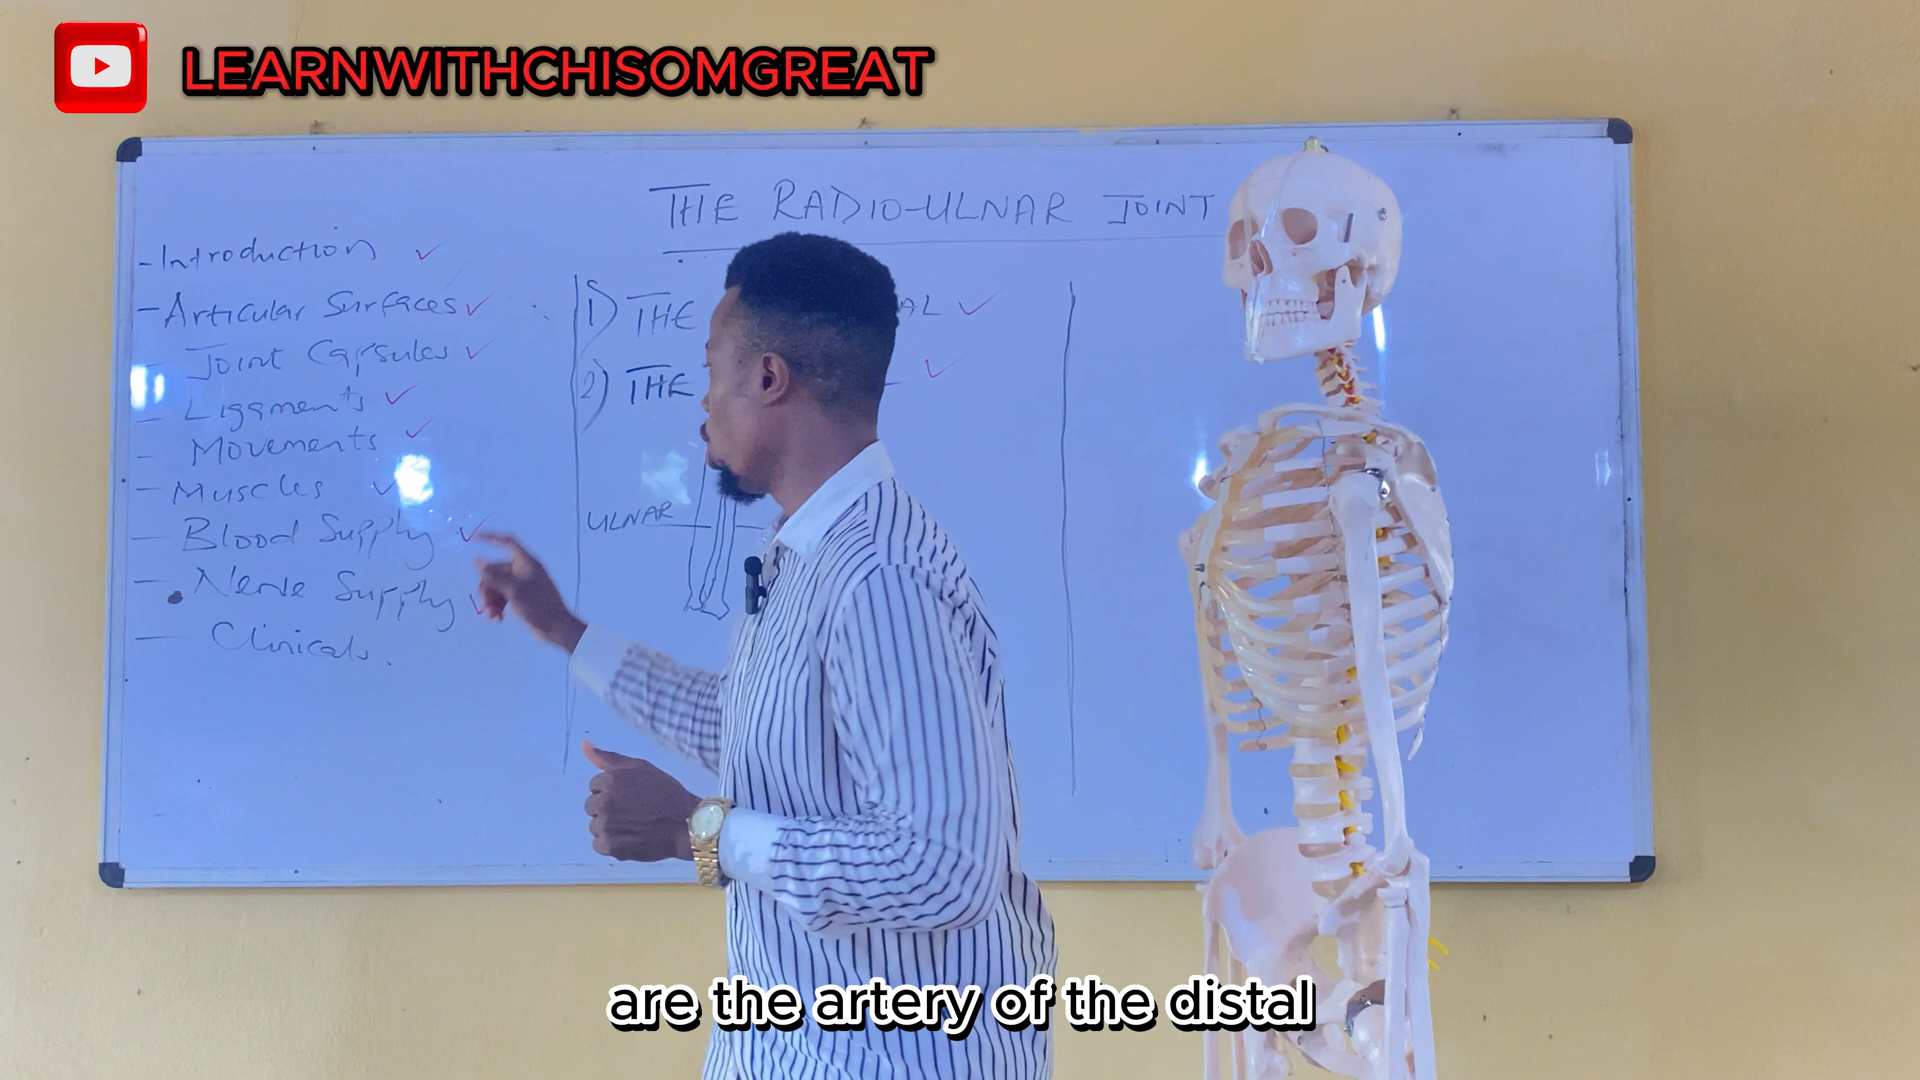 LEARNWITHCHISOMGREAT
THE RADIO-ULNAR JOINT
- Introduction ✓
- Articular Surfaces ✓
- Joint Capsules ✓
- Ligaments ✓
- Movements ✓
- Muscles ✓
- Blood Supply ✓
- Nerve Supply ✓
- Clinicals.
1) THE AL ✓
2) THE ✓
ULNAR
are the artery of the distal